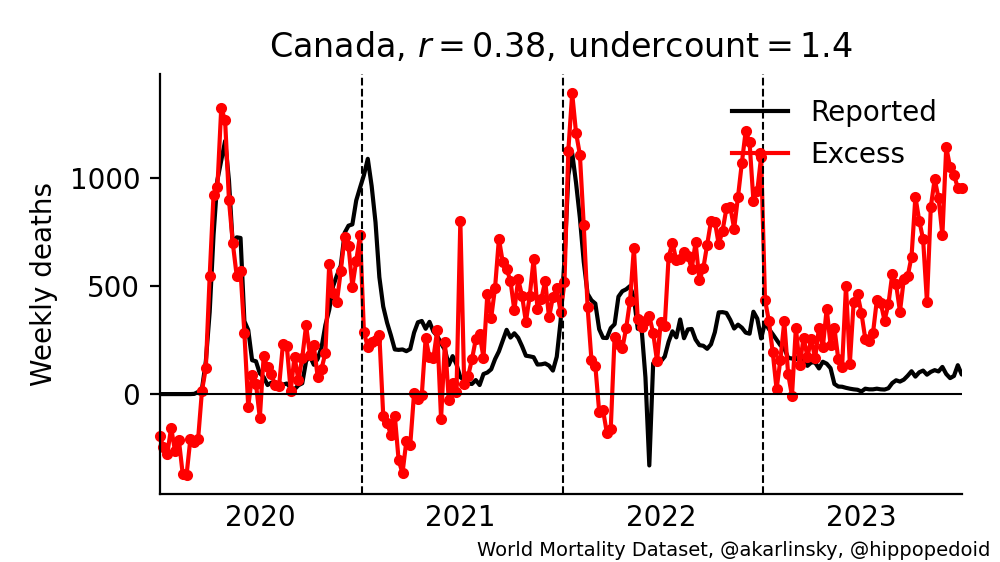 Canada, r = 0.38, undercount = 1.4
Reported
Excess
Weekly deaths
1000
500
0
2020
2021
2022
2023
World Mortality Dataset, @akarlinsky, @hippopedoid